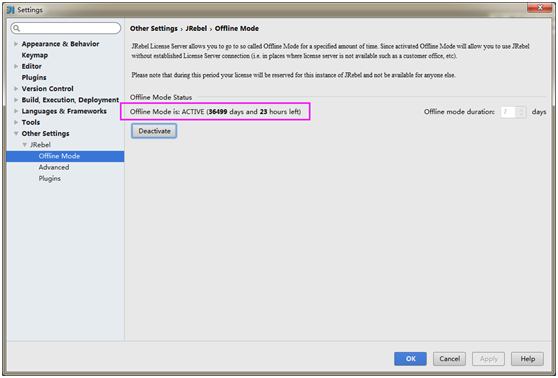 Settings
Other Settings › JRebel › Offline Mode
Appearance & Behavior
Keymap
Editor
Plugins
Version Control
Build, Execution, Deployment
Languages & Frameworks
Tools
Other Settings
JRebel
Offline Mode
Advanced
Plugins
JRebel License Server allows you to go to so called Offline Mode for a specified amount of time. Since activated Offline Mode will allow you to use JRebel
without established License Server connection (i.e. in places where license server is not available such as a customer office, etc).
Please note that during this period your license will be reserved for this instance of JRebel and not be available for anyone else.
Offline Mode Status
Offline Mode is: ACTIVE (36499 days and 23 hours left)
Offline mode duration: 7 days
Deactivate
OK Cancel Apply Help